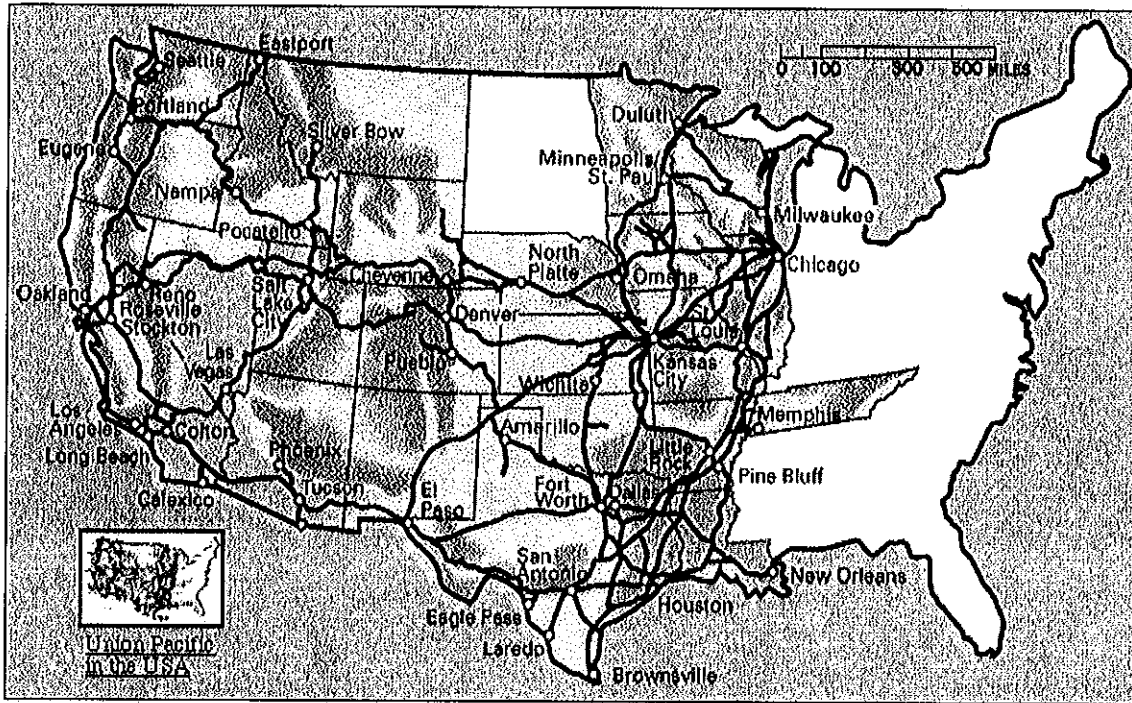 Eastport
Seattle
0 100 300 500 MILES
Portland
Duluth
Silver Bow
Eugene
Minneapolis
St. Paul
Nampa
Milwaukee
Pocatello
North
Platte
Chicago
Cheyenne
Omaha
Oakland
Reno
Salt
Lake
City
Roseville
Stockton
Denver
St.
Louis
Las
Vegas
Pueblo
Kansas
City
Wichita
Los
Angeles
Colton
Memphis
Amarillo
Phoenix
Little
Rock
Long Beach
Pine Bluff
Tucson
El
Paso
Fort
Worth
Dallas
Calexico
San
Antonio
New Orleans
Eagle Pass
Houston
Laredo
Union Pacific
in the USA
Brownsville